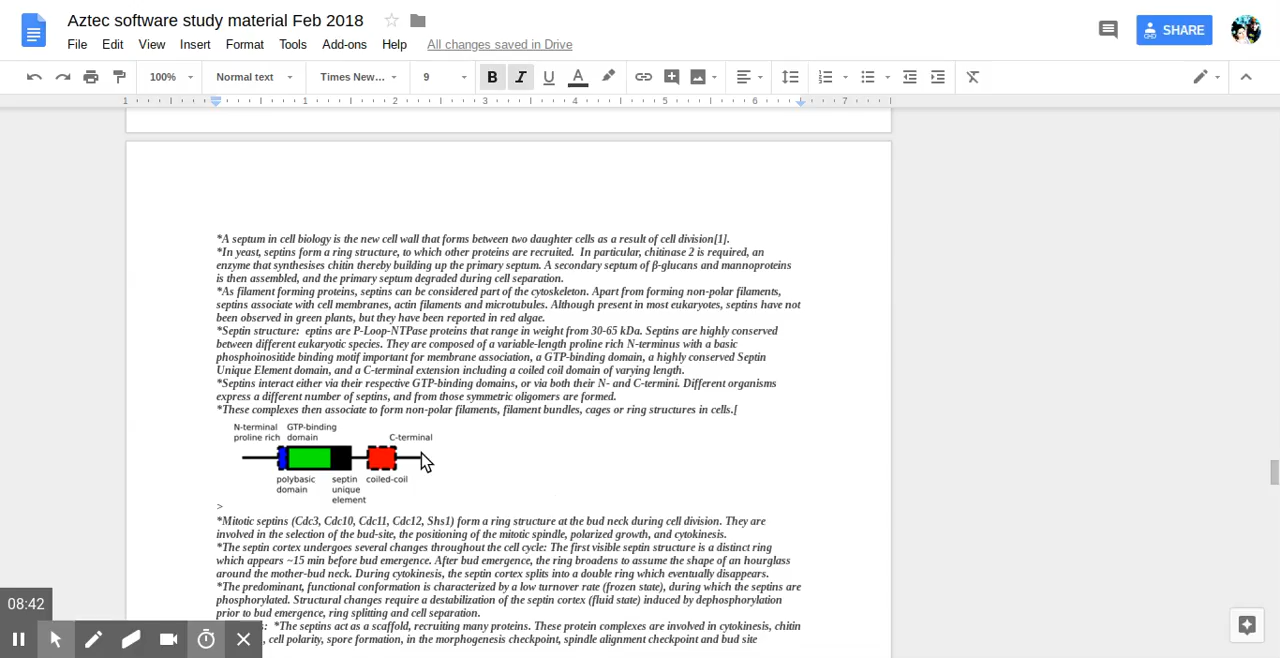 Aztec software study material Feb 2018
File Edit View Insert Format Tools Add-ons Help All changes saved in Drive
SHARE
100% Normal text Times New... 9 B I U A
1 1 2 3 4 5 6 7
*A septum in cell biology is the new cell wall that forms between two daughter cells as a result of cell division[1].
*In yeast, septins form a ring structure, to which other proteins are recruited. In particular, chitinase 2 is required, an
enzyme that synthesises chitin thereby building up the primary septum. A secondary septum of β-glucans and mannoproteins
is then assembled, and the primary septum degraded during cell separation.
*As filament forming proteins, septins can be considered part of the cytoskeleton. Apart from forming non-polar filaments,
septins associate with cell membranes, actin filaments and microtubules. Although present in most eukaryotes, septins have not
been observed in green plants, but they have been reported in red algae.
*Septin structure: eptins are P-Loop-NTPase proteins that range in weight from 30-65 kDa. Septins are highly conserved
between different eukaryotic species. They are composed of a variable-length proline rich N-terminus with a basic
phosphoinositide binding motif important for membrane association, a GTP-binding domain, a highly conserved Septin
Unique Element domain, and a C-terminal extension including a coiled coil domain of varying length.
*Septins interact either via their respective GTP-binding domains, or via both their N- and C-termini. Different organisms
express a different number of septins, and from those symmetric oligomers are formed.
*These complexes then associate to form non-polar filaments, filament bundles, cages or ring structures in cells.[
N-terminal GTP-binding
proline rich domain C-terminal
polybasic septin coiled-coil
domain unique
element
>
*Mitotic septins (Cdc3, Cdc10, Cdc11, Cdc12, Shs1) form a ring structure at the bud neck during cell division. They are
involved in the selection of the bud-site, the positioning of the mitotic spindle, polarized growth, and cytokinesis.
*The septin cortex undergoes several changes throughout the cell cycle: The first visible septin structure is a distinct ring
which appears ~15 min before bud emergence. After bud emergence, the ring broadens to assume the shape of an hourglass
around the mother-bud neck. During cytokinesis, the septin cortex splits into a double ring which eventually disappears.
*The predominant, functional conformation is characterized by a low turnover rate (frozen state), during which the septins are
phosphorylated. Structural changes require a destabilization of the septin cortex (fluid state) induced by dephosphorylation
prior to bud emergence, ring splitting and cell separation.
*The septins act as a scaffold, recruiting many proteins. These protein complexes are involved in cytokinesis, chitin
, cell polarity, spore formation, in the morphogenesis checkpoint, spindle alignment checkpoint and bud site
08:42